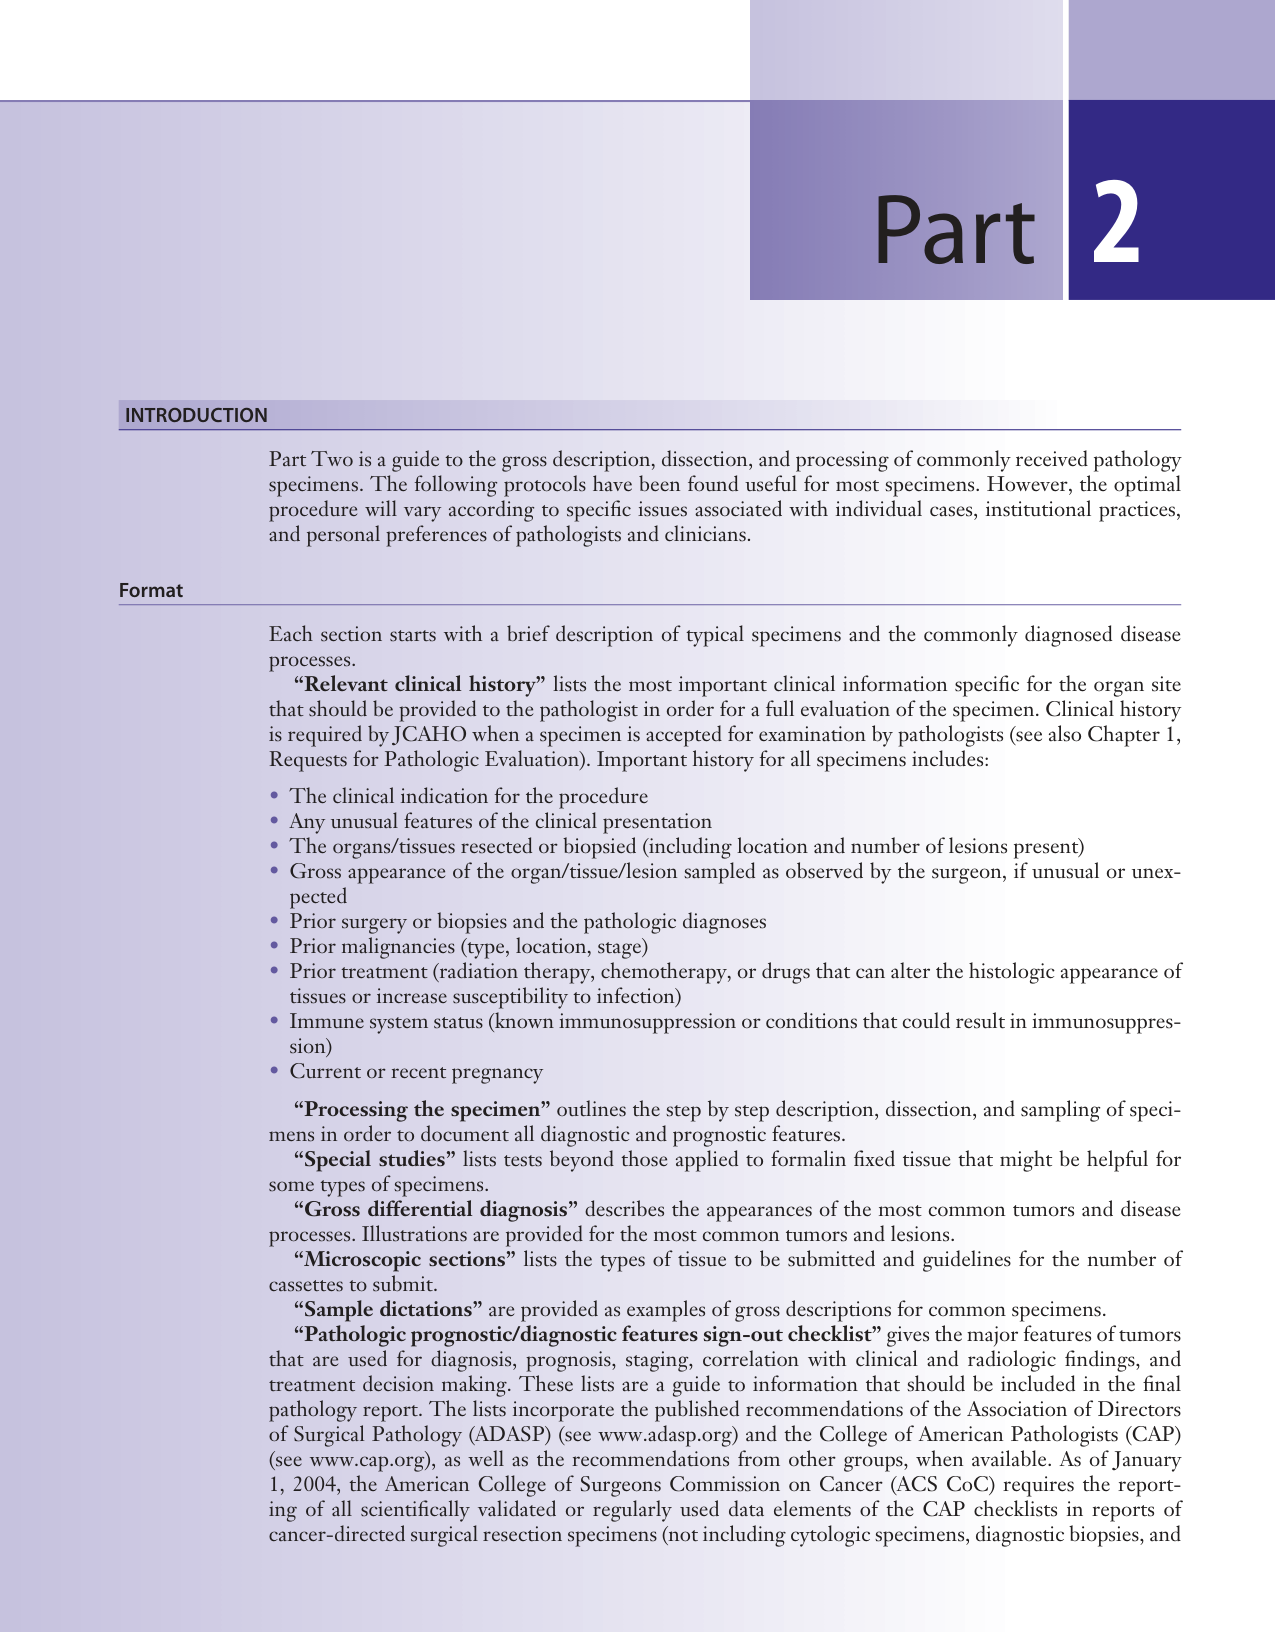 Part 2
INTRODUCTION
Part Two is a guide to the gross description, dissection, and processing of commonly received pathology
specimens. The following protocols have been found useful for most specimens. However, the optimal
procedure will vary according to specific issues associated with individual cases, institutional practices,
and personal preferences of pathologists and clinicians.
Format
Each section starts with a brief description of typical specimens and the commonly diagnosed disease
processes.
“Relevant clinical history” lists the most important clinical information specific for the organ site
that should be provided to the pathologist in order for a full evaluation of the specimen. Clinical history
is required by JCAHO when a specimen is accepted for examination by pathologists (see also Chapter 1,
Requests for Pathologic Evaluation). Important history for all specimens includes:
• The clinical indication for the procedure
• Any unusual features of the clinical presentation
• The organs/tissues resected or biopsied (including location and number of lesions present)
• Gross appearance of the organ/tissue/lesion sampled as observed by the surgeon, if unusual or unex-
pected
• Prior surgery or biopsies and the pathologic diagnoses
• Prior malignancies (type, location, stage)
• Prior treatment (radiation therapy, chemotherapy, or drugs that can alter the histologic appearance of
tissues or increase susceptibility to infection)
• Immune system status (known immunosuppression or conditions that could result in immunosuppres-
sion)
• Current or recent pregnancy
“Processing the specimen” outlines the step by step description, dissection, and sampling of speci-
mens in order to document all diagnostic and prognostic features.
“Special studies” lists tests beyond those applied to formalin fixed tissue that might be helpful for
some types of specimens.
“Gross differential diagnosis” describes the appearances of the most common tumors and disease
processes. Illustrations are provided for the most common tumors and lesions.
“Microscopic sections” lists the types of tissue to be submitted and guidelines for the number of
cassettes to submit.
“Sample dictations” are provided as examples of gross descriptions for common specimens.
“Pathologic prognostic/diagnostic features sign-out checklist” gives the major features of tumors
that are used for diagnosis, prognosis, staging, correlation with clinical and radiologic findings, and
treatment decision making. These lists are a guide to information that should be included in the final
pathology report. The lists incorporate the published recommendations of the Association of Directors
of Surgical Pathology (ADASP) (see www.adasp.org) and the College of American Pathologists (CAP)
(see www.cap.org), as well as the recommendations from other groups, when available. As of January
1, 2004, the American College of Surgeons Commission on Cancer (ACS CoC) requires the report-
ing of all scientifically validated or regularly used data elements of the CAP checklists in reports of
cancer-directed surgical resection specimens (not including cytologic specimens, diagnostic biopsies, and